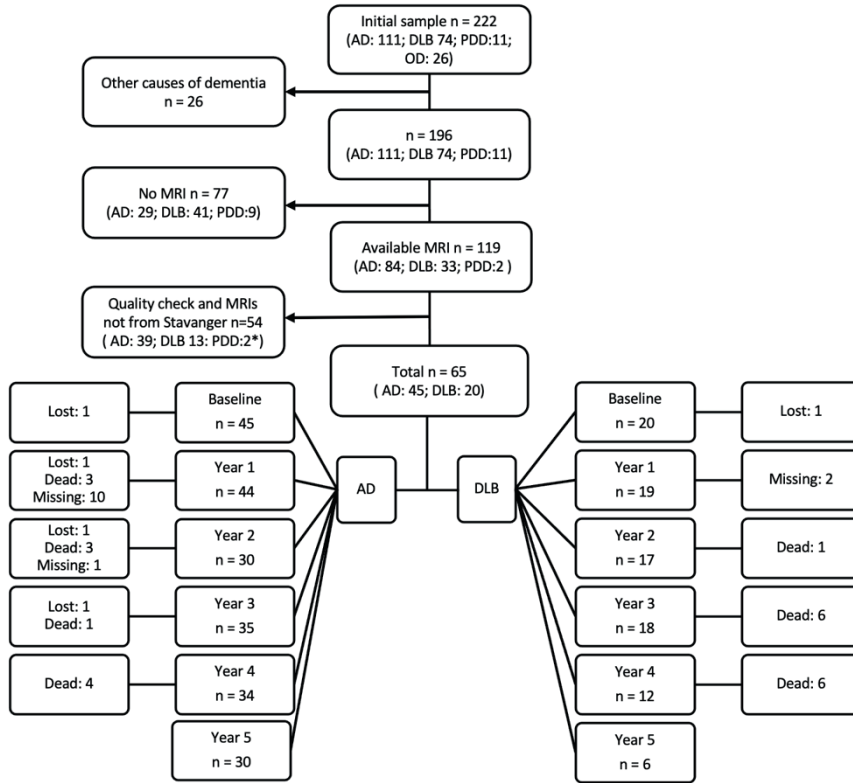 Initial sample n = 222
(AD: 111; DLB 74; PDD:11;
OD: 26)
Other causes of dementia
n = 26
n = 196
(AD: 111; DLB 74; PDD:11)
No MRI n = 77
(AD: 29; DLB: 41; PDD:9)
Available MRI n = 119
(AD: 84; DLB: 33; PDD:2 )
Quality check and MRIs
not from Stavanger n=54
( AD: 39; DLB 13: PDD:2*)
Total n = 65
( AD: 45; DLB: 20)
Lost: 1
Baseline
n = 45
Baseline
n = 20
Lost: 1
Lost: 1
Dead: 3
Missing: 10
Year 1
n = 44
AD
DLB
Year 1
n = 19
Missing: 2
Lost: 1
Dead: 3
Missing: 1
Year 2
n = 30
Year 2
n = 17
Dead: 1
Lost: 1
Dead: 1
Year 3
n = 35
Year 3
n = 18
Dead: 6
Dead: 4
Year 4
n = 34
Year 4
n = 12
Dead: 6
Year 5
n = 30
Year 5
n = 6